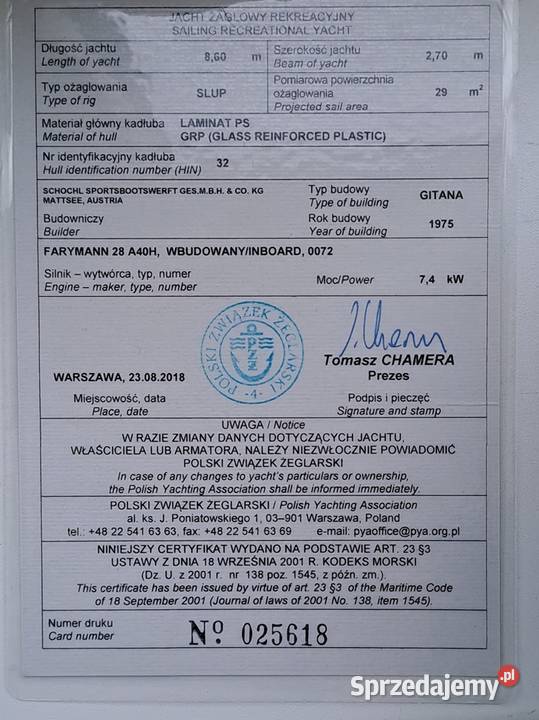 JACHT ŻAGLOWY REKREACYJNY
SAILING RECREATIONAL YACHT
Długość jachtu
Length of yacht
8,60 m
Szerokość jachtu
Beam of yacht
2,70 m
Typ ożaglowania
Type of rig
SLUP
Pomiarowa powierzchnia
ożaglowania
Projected sail area
29 m²
Materiał główny kadłuba LAMINAT PS
Material of hull GRP (GLASS REINFORCED PLASTIC)
Nr identyfikacyjny kadłuba
Hull identification number (HIN)
32
SCHOCHL SPORTSBOOTSWERFT GES.M.B.H. & CO. KG
MATTSEE, AUSTRIA
Typ budowy
Type of building
GITANA
Budowniczy
Builder
Rok budowy
Year of building
1975
FARYMANN 28 A40H, WBUDOWANY/INBOARD, 0072
Silnik – wytwórca, typ, numer
Engine – maker, type, number
Moc/Power 7,4 kW
POLSKI ZWIĄZEK ŻEGLARSKI
PZŻ
-4-
Tomasz CHAMERA
Prezes
WARSZAWA, 23.08.2018
Miejscowość, data
Place, date
Podpis i pieczęć
Signature and stamp
UWAGA / Notice
W RAZIE ZMIANY DANYCH DOTYCZĄCYCH JACHTU,
WŁAŚCICIELA LUB ARMATORA, NALEŻY NIEZWŁOCZNIE POWIADOMIĆ
POLSKI ZWIĄZEK ŻEGLARSKI
In case of any changes to yacht's particulars or ownership,
the Polish Yachting Association shall be informed immediately.
POLSKI ZWIĄZEK ŻEGLARSKI / Polish Yachting Association
al. ks. J. Poniatowskiego 1, 03–901 Warszawa, Poland
tel.: +48 22 541 63 63, fax: +48 22 541 63 69 e-mail: pyaoffice@pya.org.pl
NINIEJSZY CERTYFIKAT WYDANO NA PODSTAWIE ART. 23 §3
USTAWY Z DNIA 18 WRZEŚNIA 2001 R. KODEKS MORSKI
(Dz. U. z 2001 r. nr 138 poz. 1545, z późn. zm.).
This certificate has been issued by virtue of art. 23 §3 of the Maritime Code
of 18 September 2001 (Journal of laws of 2001 No. 138, item 1545).
Numer druku
Card number
Nº 025618
Sprzedajemy.pl